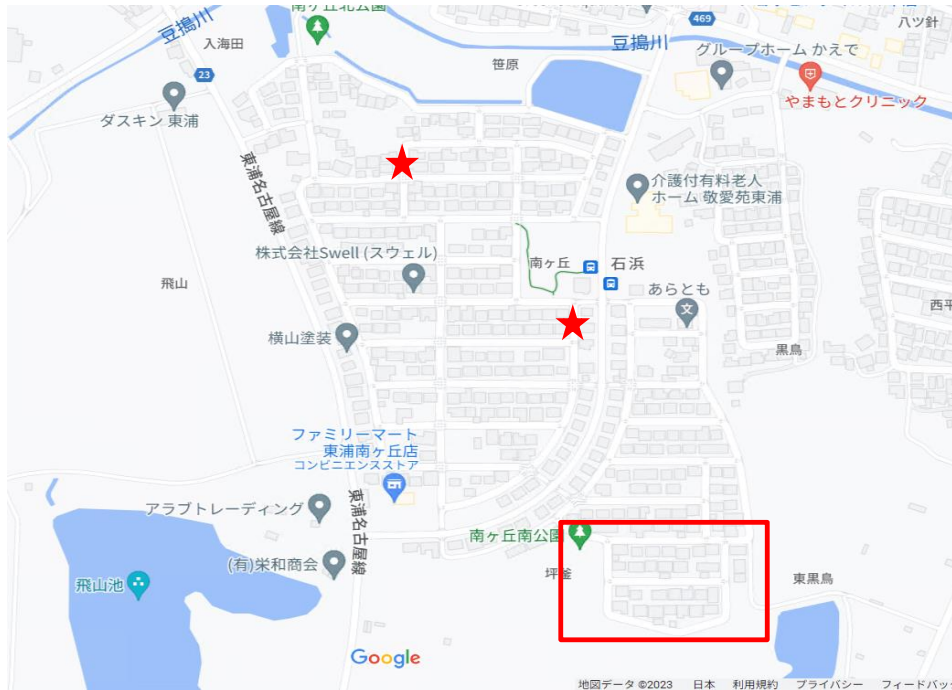 南ヶ丘北公園
豆搗川
入海田
23
ダスキン 東浦
笹原
469
豆搗川
八ツ針
グループホーム かえで
やまもとクリニック
東浦名古屋線
介護付有料老人
ホーム 敬愛苑東浦
株式会社Swell (スウェル)
南ヶ丘
石浜
飛山
あらとも
文
西平
横山塗装
黒鳥
ファミリーマート
東浦南ヶ丘店
コンビニエンスストア
アラブトレーディング
東浦名古屋線
南ヶ丘南公園
(有)栄和商会
坪釜
飛山池
東黒鳥
Google
地図データ ©2023 日本 利用規約 プライバシー フィードバック